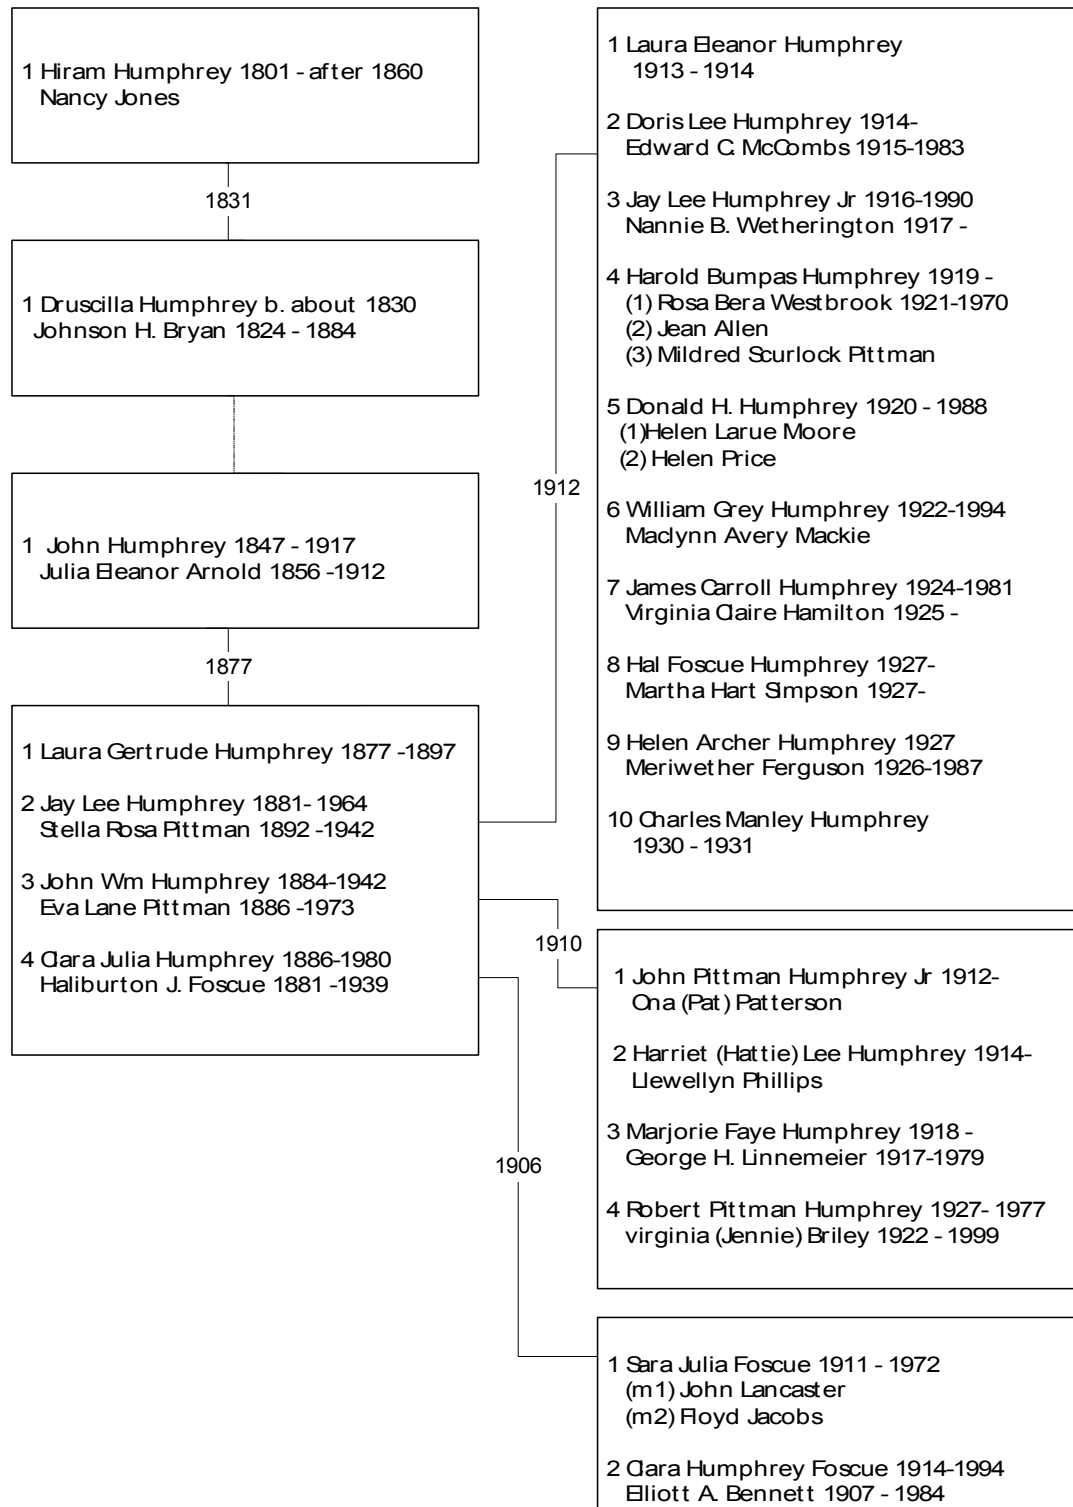 1 Hiram Humphrey 1801 - after 1860
Nancy Jones
1831
1 Druscilla Humphrey b. about 1830
Johnson H. Bryan 1824 - 1884
1 John Humphrey 1847 - 1917
Julia Eleanor Arnold 1856 -1912
1877
1 Laura Gertrude Humphrey 1877 -1897
2 Jay Lee Humphrey 1881- 1964
Stella Rosa Pittman 1892 -1942
3 John Wm Humphrey 1884-1942
Eva Lane Pittman 1886 -1973
4 Clara Julia Humphrey 1886-1980
Haliburton J. Foscue 1881 -1939
1912
1 Laura Eleanor Humphrey
1913 - 1914
2 Doris Lee Humphrey 1914-
Edward C. McCombs 1915-1983
3 Jay Lee Humphrey Jr 1916-1990
Nannie B. Wetherington 1917 -
4 Harold Bumpas Humphrey 1919 -
(1) Rosa Bera Westbrook 1921-1970
(2) Jean Allen
(3) Mildred Scurlock Pittman
5 Donald H. Humphrey 1920 - 1988
(1)Helen Larue Moore
(2) Helen Price
6 William Grey Humphrey 1922-1994
Maclynn Avery Mackie
7 James Carroll Humphrey 1924-1981
Virginia Claire Hamilton 1925 -
8 Hal Foscue Humphrey 1927-
Martha Hart Simpson 1927-
9 Helen Archer Humphrey 1927
Meriwether Ferguson 1926-1987
10 Charles Manley Humphrey
1930 - 1931
1910
1 John Pittman Humphrey Jr 1912-
Ona (Pat) Patterson
2 Harriet (Hattie) Lee Humphrey 1914-
Llewellyn Phillips
3 Marjorie Faye Humphrey 1918 -
George H. Linnemeier 1917-1979
4 Robert Pittman Humphrey 1927- 1977
virginia (Jennie) Briley 1922 - 1999
1906
1 Sara Julia Foscue 1911 - 1972
(m1) John Lancaster
(m2) Floyd Jacobs
2 Clara Humphrey Foscue 1914-1994
Elliott A. Bennett 1907 - 1984